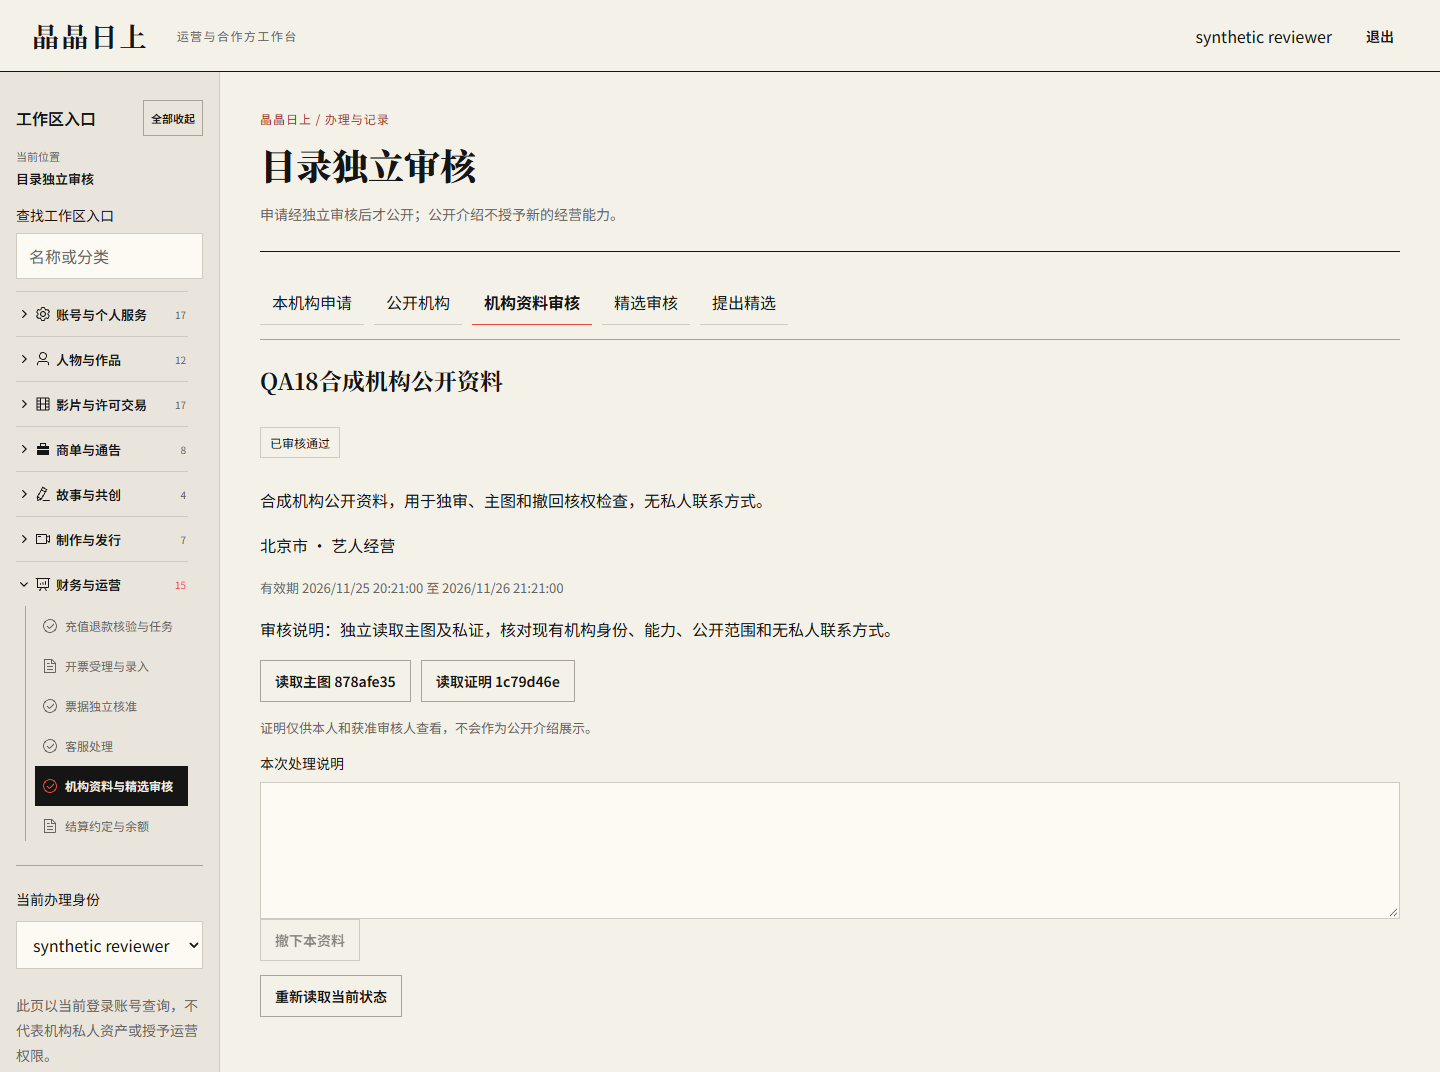 晶晶日上
运营与合作方工作台
synthetic reviewer
退出
工作区入口
全部收起
当前位置
目录独立审核
查找工作区入口
名称或分类
账号与个人服务 17
人物与作品 12
影片与许可交易 17
商单与通告 8
故事与共创 4
制作与发行 7
财务与运营 15
充值退款核验与任务
开票受理与录入
票据独立核准
客服处理
机构资料与精选审核
结算约定与余额
当前办理身份
synthetic reviewer
此页以当前登录账号查询，不
代表机构私人资产或授予运营
权限。
晶晶日上 / 办理与记录
目录独立审核
申请经独立审核后才公开；公开介绍不授予新的经营能力。
本机构申请
公开机构
机构资料审核
精选审核
提出精选
QA18合成机构公开资料
已审核通过
合成机构公开资料，用于独审、主图和撤回核权检查，无私人联系方式。
北京市 · 艺人经营
有效期 2026/11/25 20:21:00 至 2026/11/26 21:21:00
审核说明：独立读取主图及私证，核对现有机构身份、能力、公开范围和无私人联系方式。
读取主图 878afe35
读取证明 1c79d46e
证明仅供本人和获准审核人查看，不会作为公开介绍展示。
本次处理说明
撤下本资料
重新读取当前状态